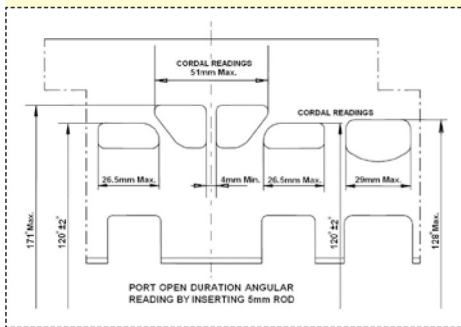 CORDAL READINGS
51mm Max.
CORDAL READINGS
26.5mm Max.
4mm Min.
26.5mm Max.
29mm Max.
171° Max.
120° ±2°
120° ±2°
128° Max.
PORT OPEN DURATION ANGULAR
READING BY INSERTING 5mm ROD